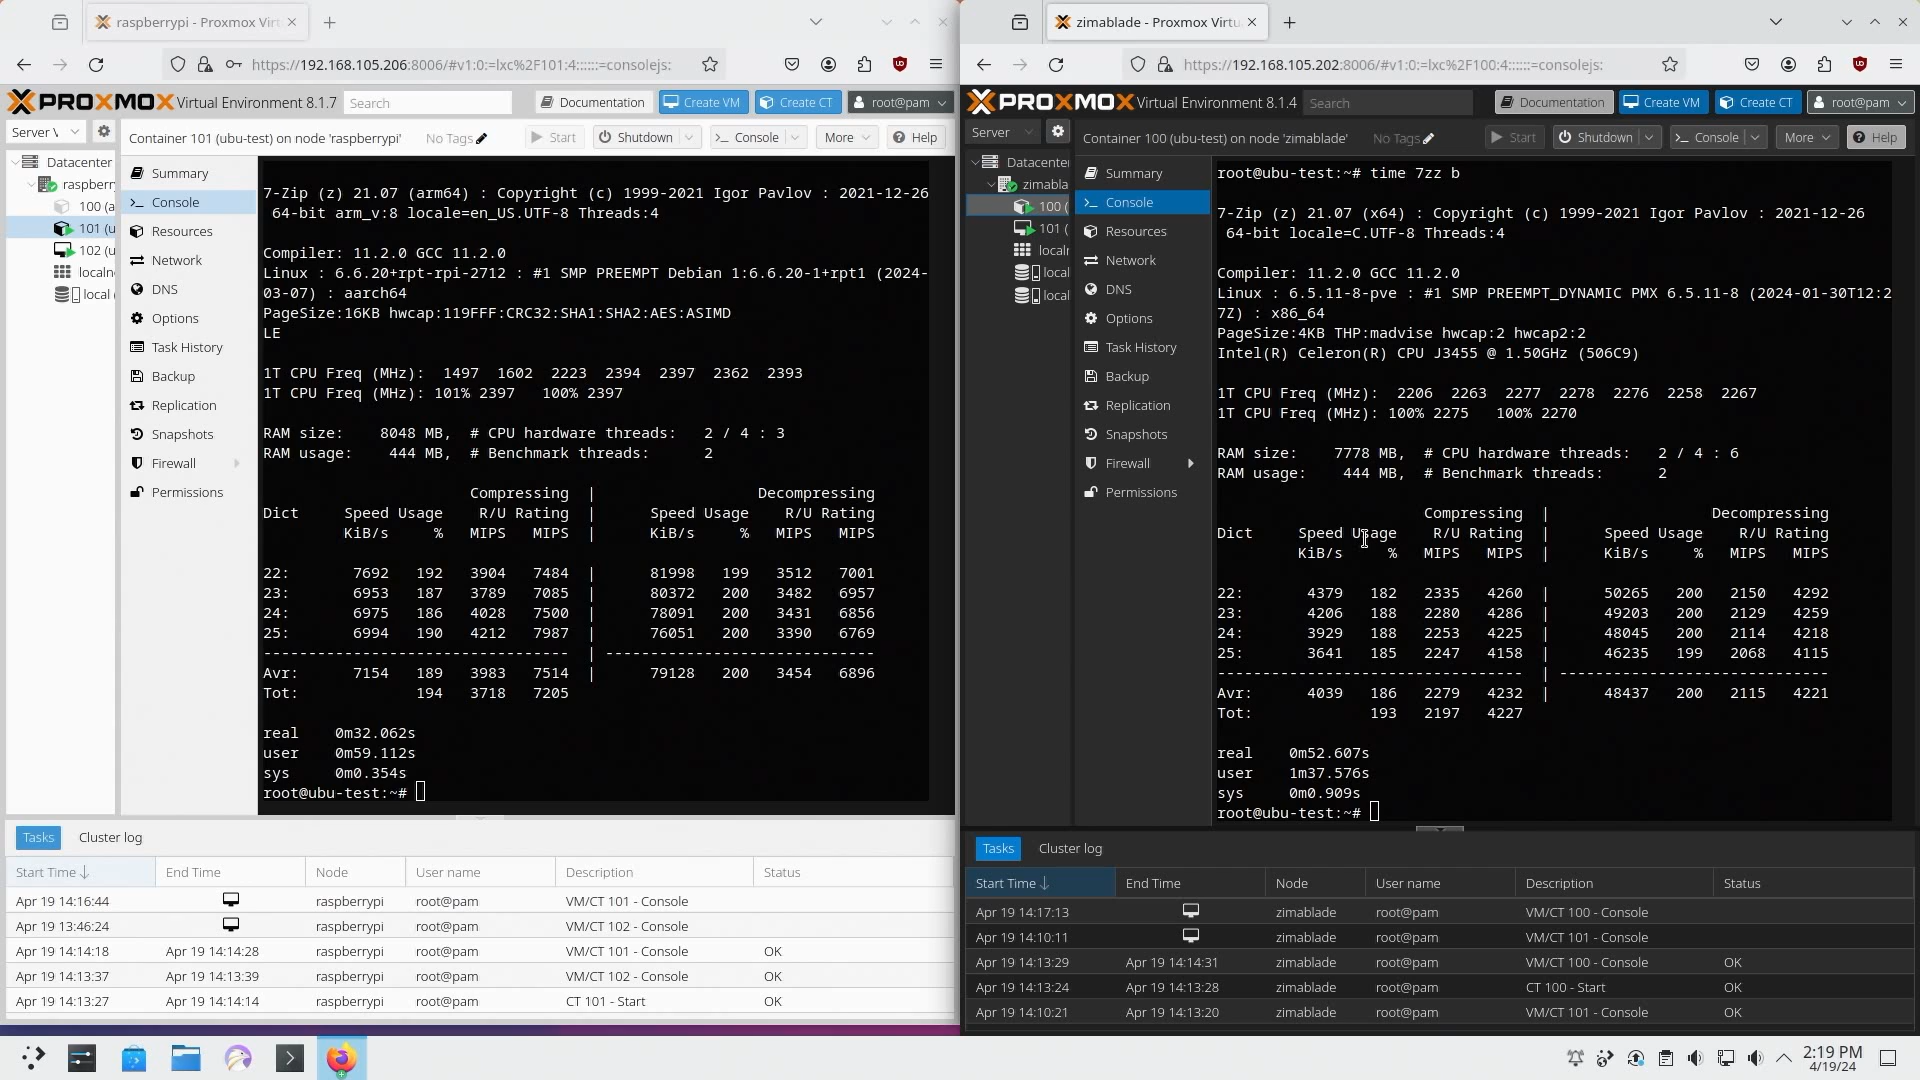 raspberrypi - Proxmox Virt
https://192.168.105.206:8006/#v1:0:=lxc%2F101:4::::::=consolejs:
PROXMOX Virtual Environment 8.1.7
Search
Documentation
Create VM
Create CT
root@pam
Server \
Container 101 (ubu-test) on node 'raspberrypi'
No Tags
Start
Shutdown
Console
More
Help
Datacenter
raspberr
100 (a
101 (u
102 (u
localn
local (
Summary
Console
Resources
Network
DNS
Options
Task History
Backup
Replication
Snapshots
Firewall
Permissions
7-Zip (z) 21.07 (arm64) : Copyright (c) 1999-2021 Igor Pavlov : 2021-12-26
64-bit arm_v:8 locale=en_US.UTF-8 Threads:4
Compiler: 11.2.0 GCC 11.2.0
Linux : 6.6.20+rpt-rpi-2712 : #1 SMP PREEMPT Debian 1:6.6.20-1+rpt1 (2024-
03-07) : aarch64
PageSize:16KB hwcap:119FFF:CRC32:SHA1:SHA2:AES:ASIMD
LE
1T CPU Freq (MHz): 1497 1602 2223 2394 2397 2362 2393
1T CPU Freq (MHz): 101% 2397 100% 2397
RAM size: 8048 MB, # CPU hardware threads: 2 / 4 : 3
RAM usage: 444 MB, # Benchmark threads: 2
Compressing | Decompressing
Dict Speed Usage R/U Rating | Speed Usage R/U Rating
KiB/s % MIPS MIPS | KiB/s % MIPS MIPS
22: 7692 192 3904 7484 | 81998 199 3512 7001
23: 6953 187 3789 7085 | 80372 200 3482 6957
24: 6975 186 4028 7500 | 78091 200 3431 6856
25: 6994 190 4212 7987 | 76051 200 3390 6769
---------------------------------- | ------------------------------
Avr: 7154 189 3983 7514 | 79128 200 3454 6896
Tot: 194 3718 7205
real 0m32.062s
user 0m59.112s
sys 0m0.354s
root@ubu-test:~#
Tasks
Cluster log
Start Time End Time Node User name Description Status
Apr 19 14:16:44 raspberrypi root@pam VM/CT 101 - Console
Apr 19 13:46:24 raspberrypi root@pam VM/CT 102 - Console
Apr 19 14:14:18 Apr 19 14:14:28 raspberrypi root@pam VM/CT 101 - Console OK
Apr 19 14:13:37 Apr 19 14:13:39 raspberrypi root@pam VM/CT 102 - Console OK
Apr 19 14:13:27 Apr 19 14:14:14 raspberrypi root@pam CT 101 - Start OK
zimablade - Proxmox Virtu
https://192.168.105.202:8006/#v1:0:=lxc%2F100:4::::::=consolejs:
PROXMOX Virtual Environment 8.1.4
Search
Documentation
Create VM
Create CT
root@pam
Server
Container 100 (ubu-test) on node 'zimablade'
No Tags
Start
Shutdown
Console
More
Help
Datacenter
zimabla
100 (
101 (
localn
local
local
Summary
Console
Resources
Network
DNS
Options
Task History
Backup
Replication
Snapshots
Firewall
Permissions
root@ubu-test:~# time 7zz b
7-Zip (z) 21.07 (x64) : Copyright (c) 1999-2021 Igor Pavlov : 2021-12-26
64-bit locale=C.UTF-8 Threads:4
Compiler: 11.2.0 GCC 11.2.0
Linux : 6.5.11-8-pve : #1 SMP PREEMPT_DYNAMIC PMX 6.5.11-8 (2024-01-30T12:2
7Z) : x86_64
PageSize:4KB THP:madvise hwcap:2 hwcap2:2
Intel(R) Celeron(R) CPU J3455 @ 1.50GHz (506C9)
1T CPU Freq (MHz): 2206 2263 2277 2278 2276 2258 2267
1T CPU Freq (MHz): 100% 2275 100% 2270
RAM size: 7778 MB, # CPU hardware threads: 2 / 4 : 6
RAM usage: 444 MB, # Benchmark threads: 2
Compressing | Decompressing
Dict Speed Usage R/U Rating | Speed Usage R/U Rating
KiB/s % MIPS MIPS | KiB/s % MIPS MIPS
22: 4379 182 2335 4260 | 50265 200 2150 4292
23: 4206 188 2280 4286 | 49203 200 2129 4259
24: 3929 188 2253 4225 | 48045 200 2114 4218
25: 3641 185 2247 4158 | 46235 199 2068 4115
---------------------------------- | ------------------------------
Avr: 4039 186 2279 4232 | 48437 200 2115 4221
Tot: 193 2197 4227
real 0m52.607s
user 1m37.576s
sys 0m0.909s
root@ubu-test:~#
Tasks
Cluster log
Start Time End Time Node User name Description Status
Apr 19 14:17:13 zimablade root@pam VM/CT 100 - Console
Apr 19 14:10:11 zimablade root@pam VM/CT 101 - Console
Apr 19 14:13:29 Apr 19 14:14:31 zimablade root@pam VM/CT 100 - Console OK
Apr 19 14:13:24 Apr 19 14:13:28 zimablade root@pam CT 100 - Start OK
Apr 19 14:10:21 Apr 19 14:13:20 zimablade root@pam VM/CT 101 - Console OK
2:19 PM
4/19/24